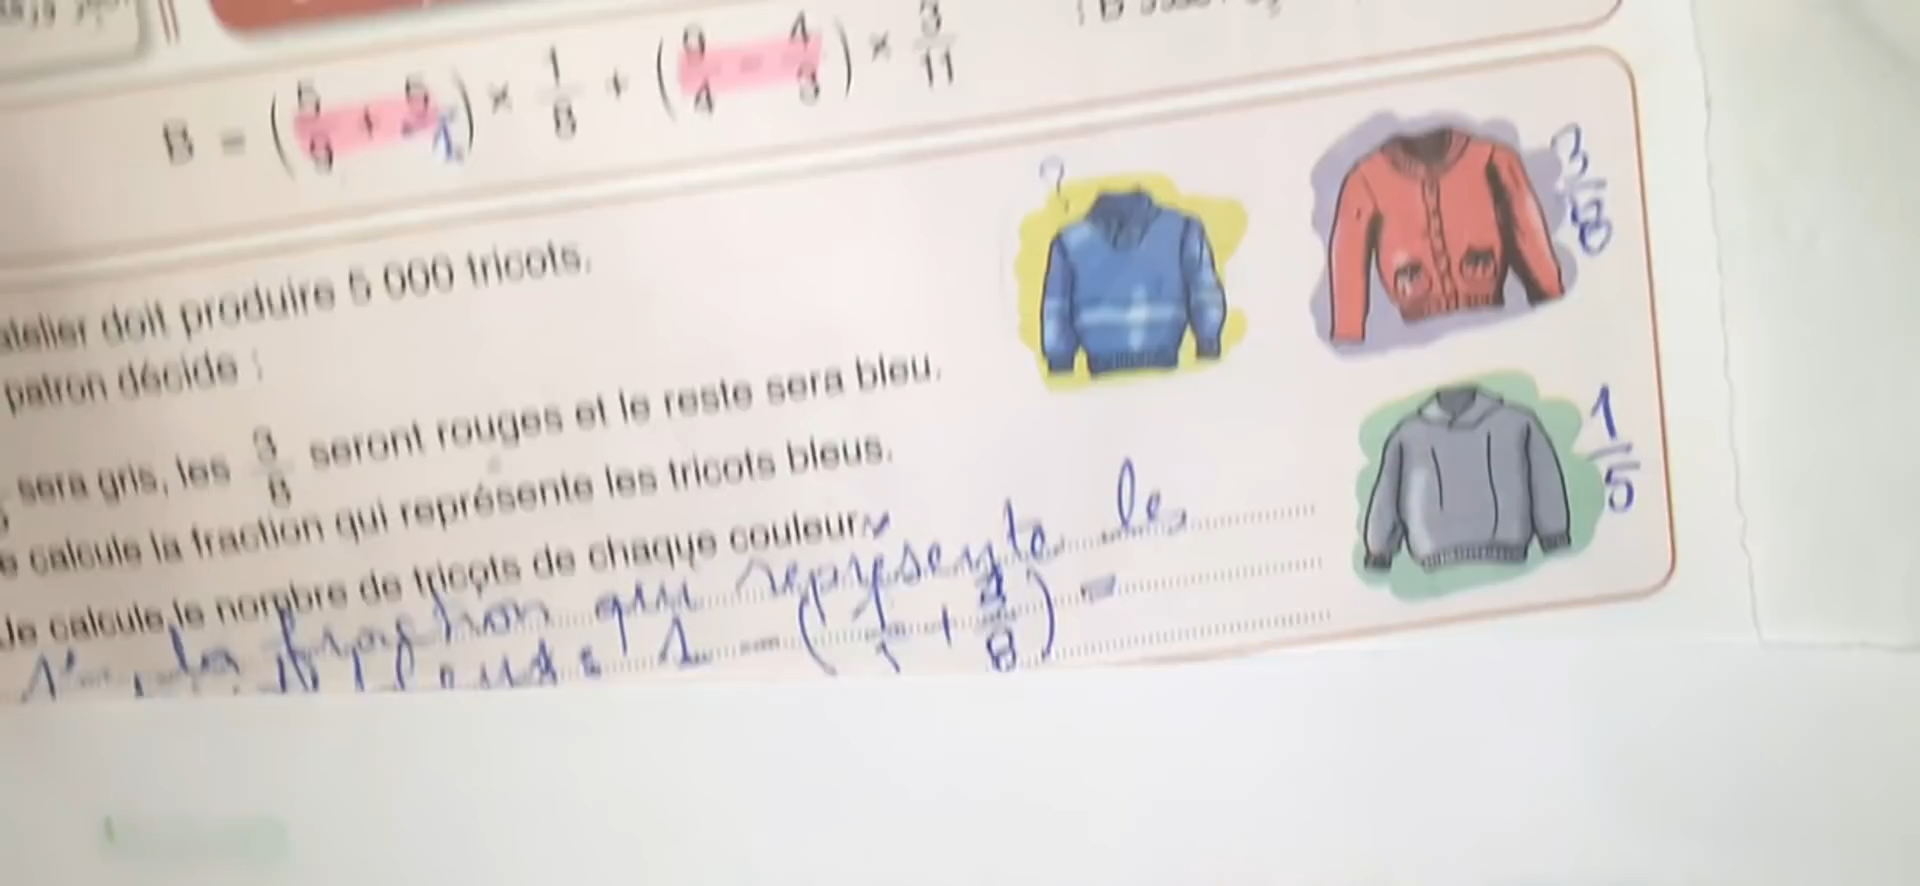 B = (5/9 + 5/1) × 1/8 + (9/4 - 4/3) × 3/11
atelier doit produire 5 000 tricots.
patron décide :
sera gris, les 3/8 seront rouges et le reste sera bleu.
calcule la fraction qui représente les tricots bleus.
Je calcule le nombre de tricots de chaque couleur.
la fraction qui représente les
1 - ( + 3/8) =
?
3/8
1/5